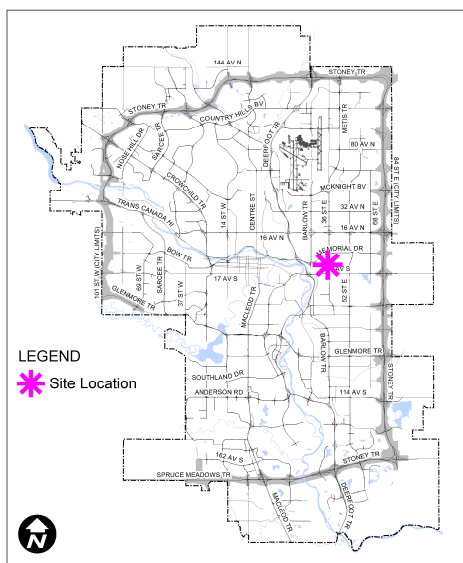 144 AV N
STONEY TR
STONEY TR
COUNTRY HILLS BV
METIS TR
NOSE HILL DR
SARCEE TR
DEERFOOT TR
80 AV N
84 ST E (CITY LIMITS)
CROWCHILD TR
MCKNIGHT BV
TRANS CANADA HI
14 ST W
CENTRE ST
BARLOW TR
36 ST E
32 AV N
68 ST E
16 AV N
16 AV N
MEMORIAL DR
BOW TR
101 ST W (CITY LIMITS)
69 ST W
SARCEE TR
37 ST W
17 AV S
AV S
52 ST E
GLENMORE TR
MACLEOD TR
BARLOW TR
GLENMORE TR
LEGEND
Site Location
STONEY TR
SOUTHLAND DR
ANDERSON RD
114 AV S
162 AV S
STONEY TR
SPRUCE MEADOWS TR
MACLEOD TR
DEERFOOT TR
N